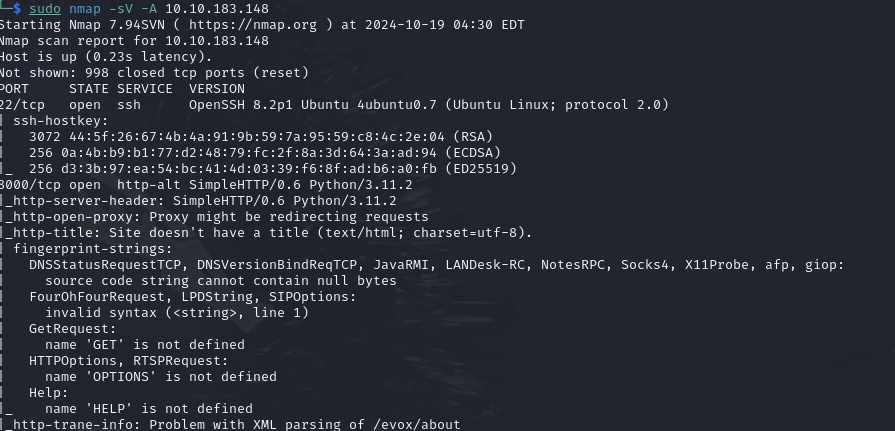 └─$ sudo nmap -sV -A 10.10.183.148
Starting Nmap 7.94SVN ( https://nmap.org ) at 2024-10-19 04:30 EDT
Nmap scan report for 10.10.183.148
Host is up (0.23s latency).
Not shown: 998 closed tcp ports (reset)
PORT     STATE SERVICE  VERSION
22/tcp   open  ssh      OpenSSH 8.2p1 Ubuntu 4ubuntu0.7 (Ubuntu Linux; protocol 2.0)
| ssh-hostkey:
|   3072 44:5f:26:67:4b:4a:91:9b:59:7a:95:59:c8:4c:2e:04 (RSA)
|   256 0a:4b:b9:b1:77:d2:48:79:fc:2f:8a:3d:64:3a:ad:94 (ECDSA)
|_  256 d3:3b:97:ea:54:bc:41:4d:03:39:f6:8f:ad:b6:a0:fb (ED25519)
8000/tcp open  http-alt SimpleHTTP/0.6 Python/3.11.2
|_http-server-header: SimpleHTTP/0.6 Python/3.11.2
|_http-open-proxy: Proxy might be redirecting requests
|_http-title: Site doesn't have a title (text/html; charset=utf-8).
| fingerprint-strings:
|   DNSStatusRequestTCP, DNSVersionBindReqTCP, JavaRMI, LANDesk-RC, NotesRPC, Socks4, X11Probe, afp, giop:
|     source code string cannot contain null bytes
|   FourOhFourRequest, LPDString, SIPOptions:
|     invalid syntax (<string>, line 1)
|   GetRequest:
|     name 'GET' is not defined
|   HTTPOptions, RTSPRequest:
|     name 'OPTIONS' is not defined
|   Help:
|_    name 'HELP' is not defined
|_http-trane-info: Problem with XML parsing of /evox/about